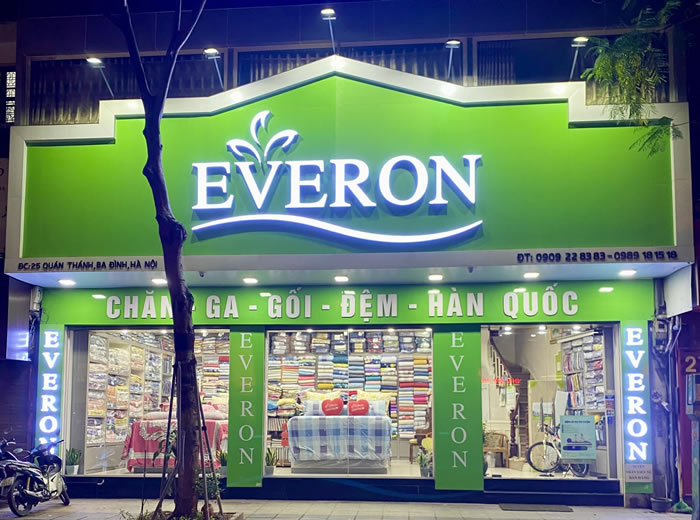 EVERON
ĐC:25 QUÁN THÁNH,BA ĐÌNH,HÀ NỘI
ĐT: 0909 22 83 83 - 0989 18 15 18
CHĂN GA - GỐI - ĐỆM - HÀN QUỐC
EVERON
EVERON
EVERON
EVERON
2